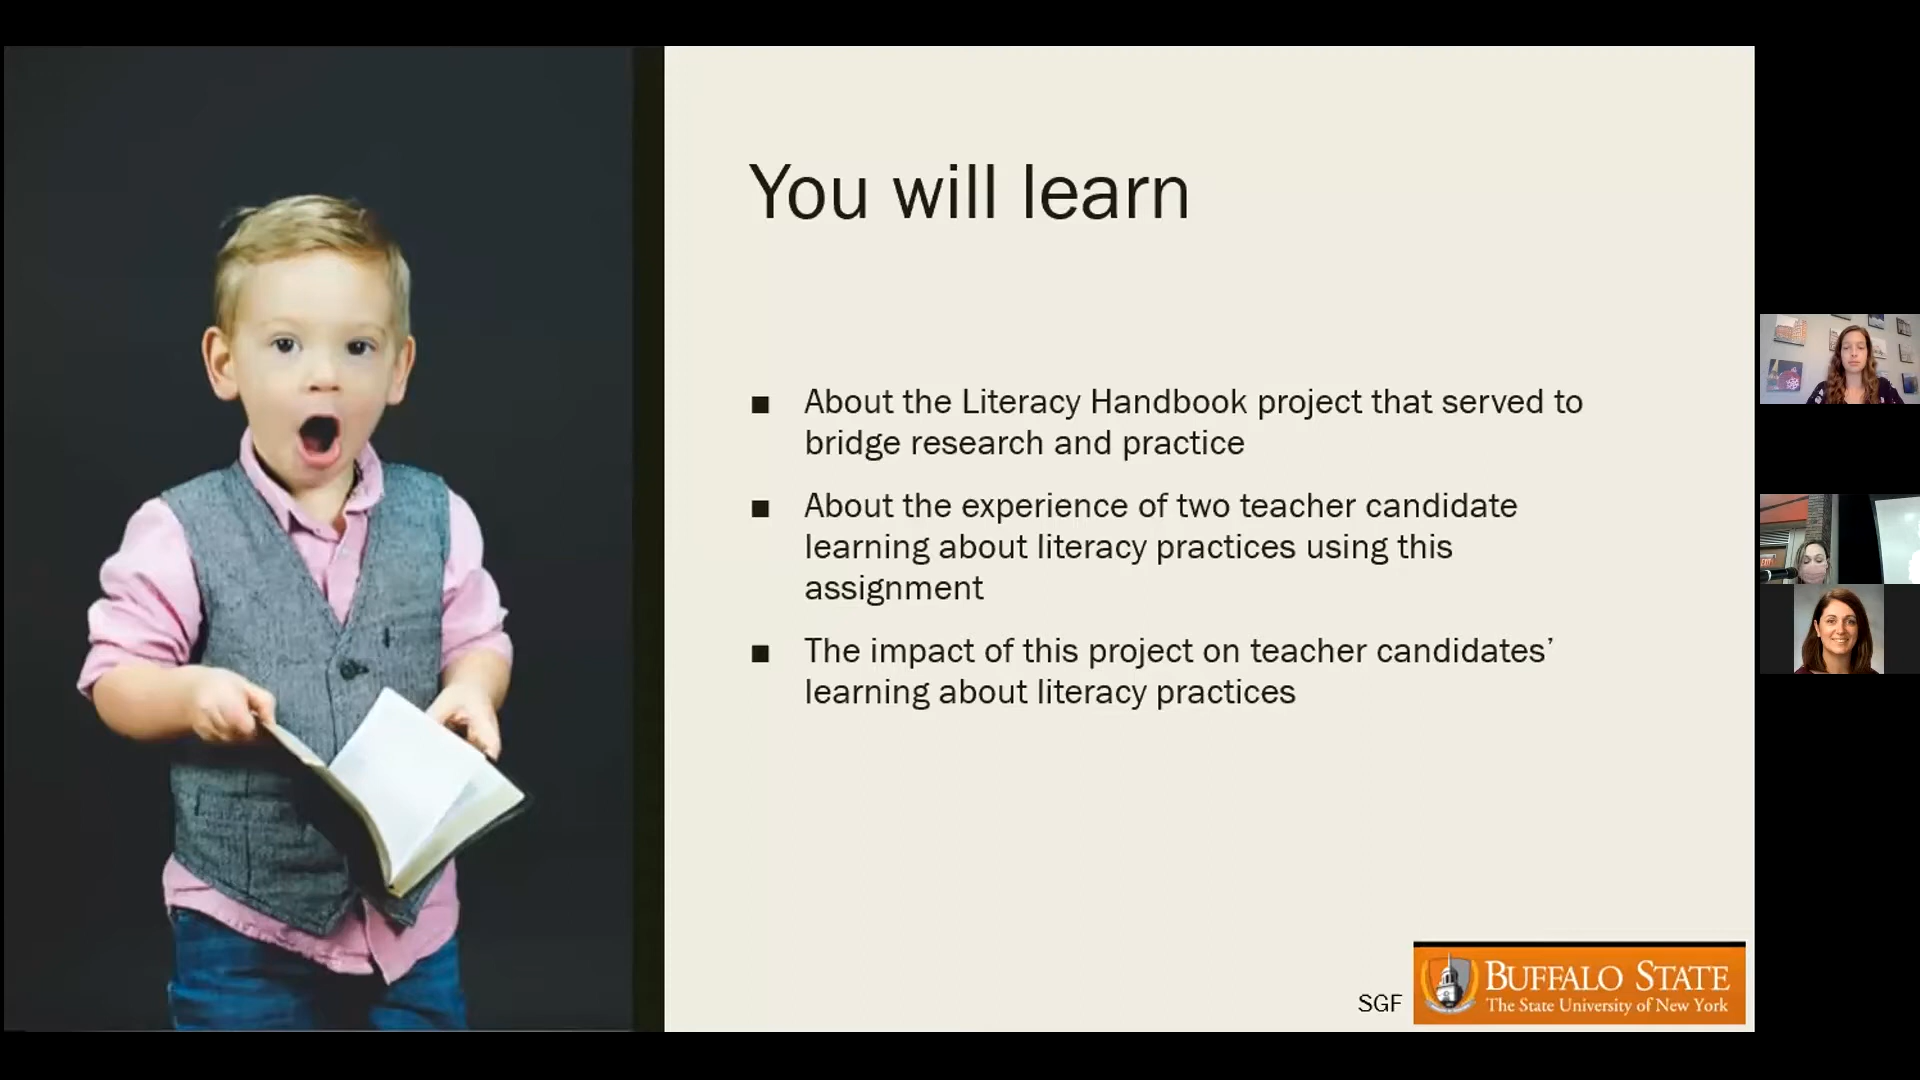 You will learn
■ About the Literacy Handbook project that served to
bridge research and practice
■ About the experience of two teacher candidate
learning about literacy practices using this
assignment
■ The impact of this project on teacher candidates’
learning about literacy practices
SGF
BUFFALO STATE
The State University of New York